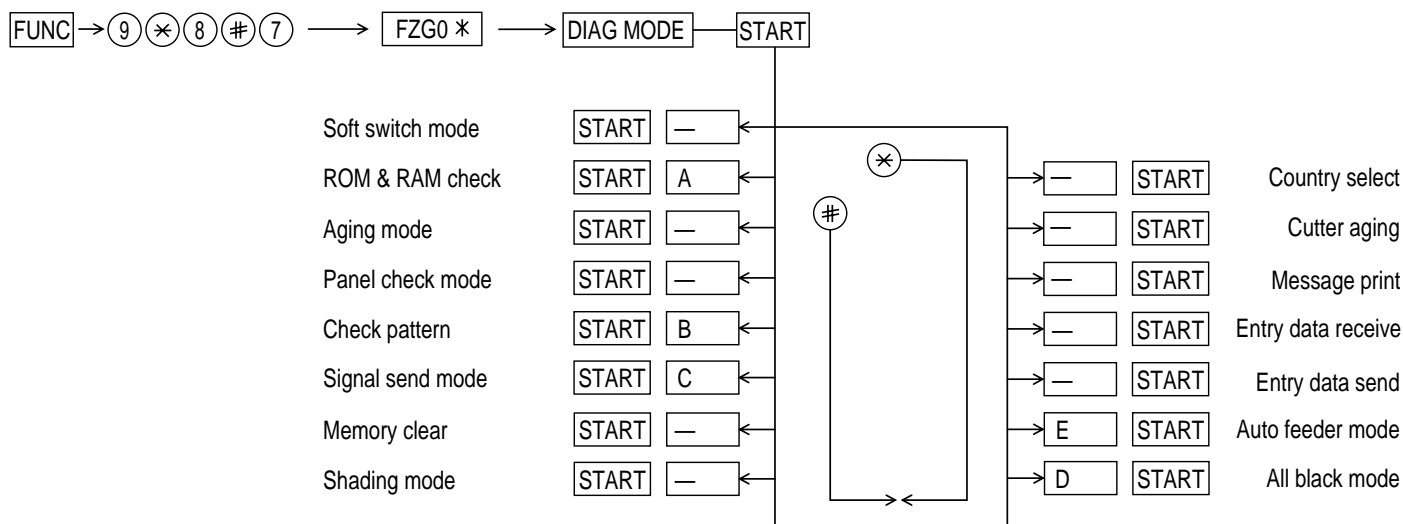 FUNC 9 * 8 # 7 FZG0 * DIAG MODE START
Soft switch mode START —
ROM & RAM check START A
Aging mode START —
Panel check mode START —
Check pattern START B
Signal send mode START C
Memory clear START —
Shading mode START —
*
#
— START Country select
— START Cutter aging
— START Message print
— START Entry data receive
— START Entry data send
E START Auto feeder mode
D START All black mode